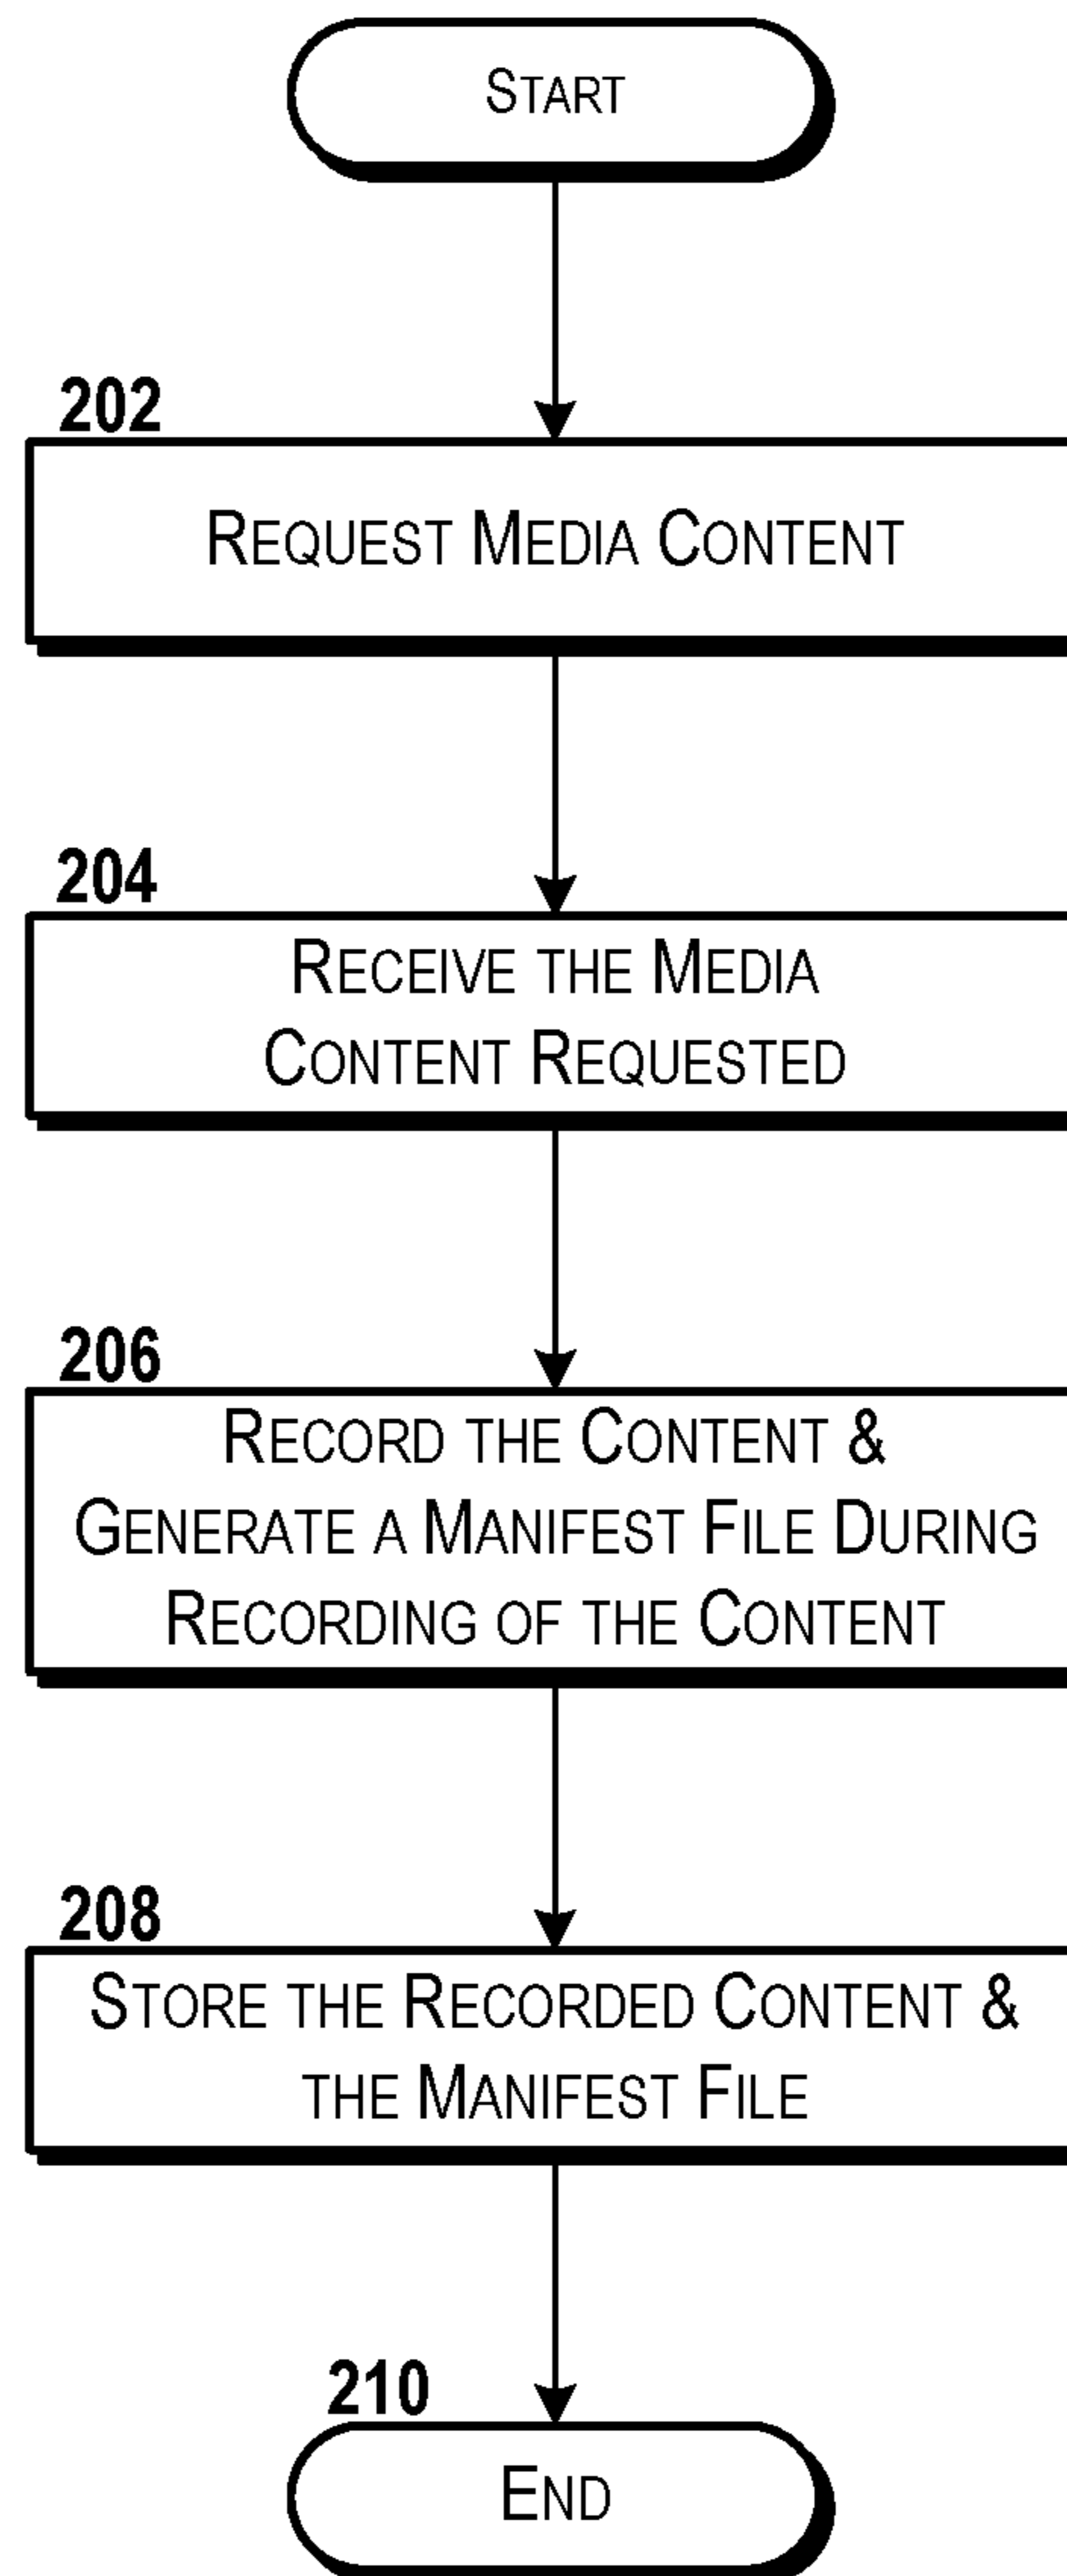 START
202
REQUEST MEDIA CONTENT
204
RECEIVE THE MEDIA
CONTENT REQUESTED
206
RECORD THE CONTENT &
GENERATE A MANIFEST FILE DURING
RECORDING OF THE CONTENT
208
STORE THE RECORDED CONTENT &
THE MANIFEST FILE
210
END